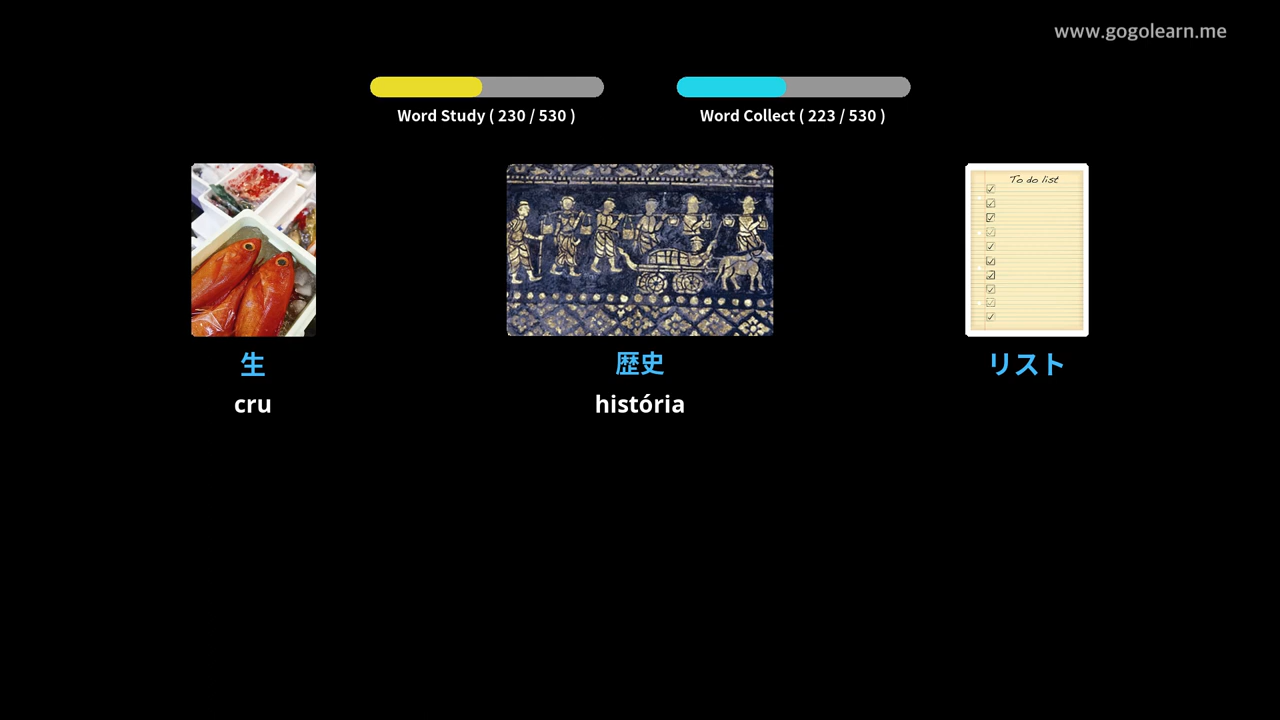 www.gogolearn.me
Word Study ( 230 / 530 )
Word Collect ( 223 / 530 )
To do list
生
歴史
リスト
cru
história